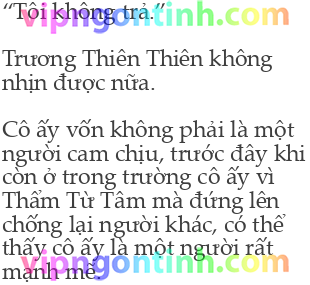 “Tôi không trả.”
vipngontinh.com
Trương Thiên Thiên không
nhịn được nữa.
Cô ấy vốn không phải là một
người cam chịu, trước đây khi
còn ở trong trường cô ấy vì
Thẩm Từ Tâm mà đứng lên
chống lại người khác, có thể
thấy cô ấy là một người rất
mạnh mẽ.
vipngontinh.com